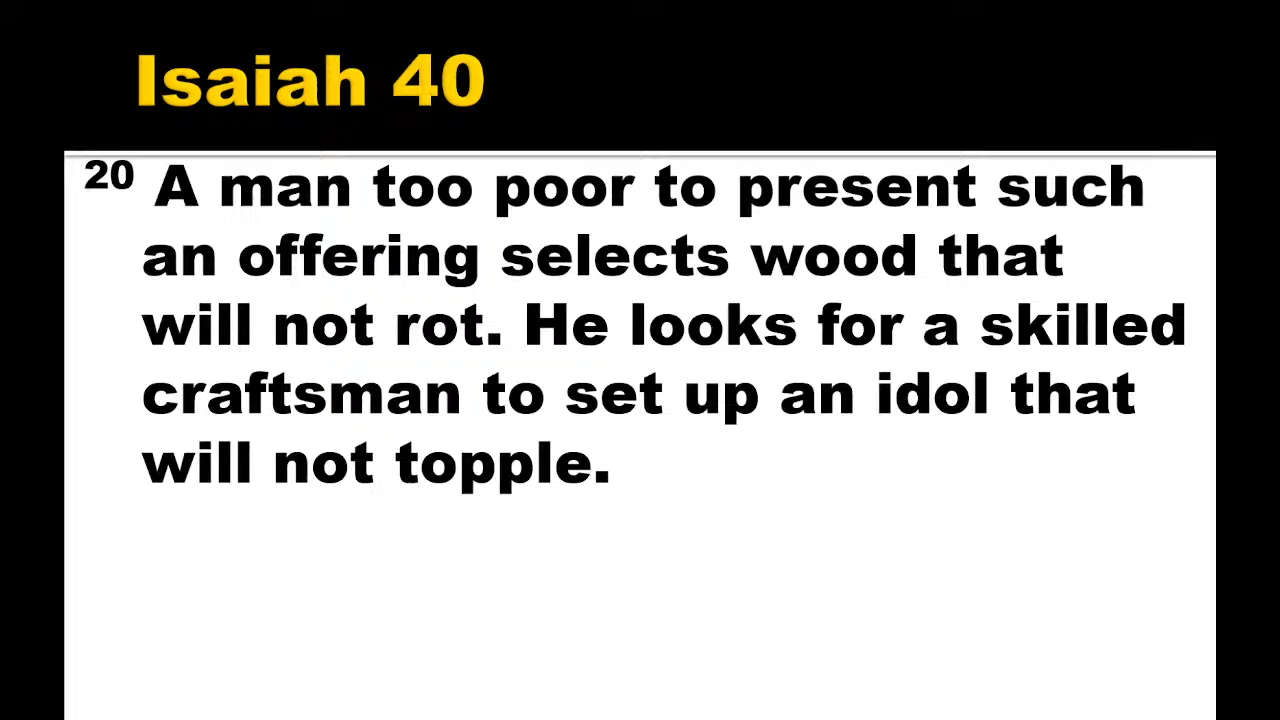 Isaiah 40
20 A man too poor to present such
an offering selects wood that
will not rot. He looks for a skilled
craftsman to set up an idol that
will not topple.